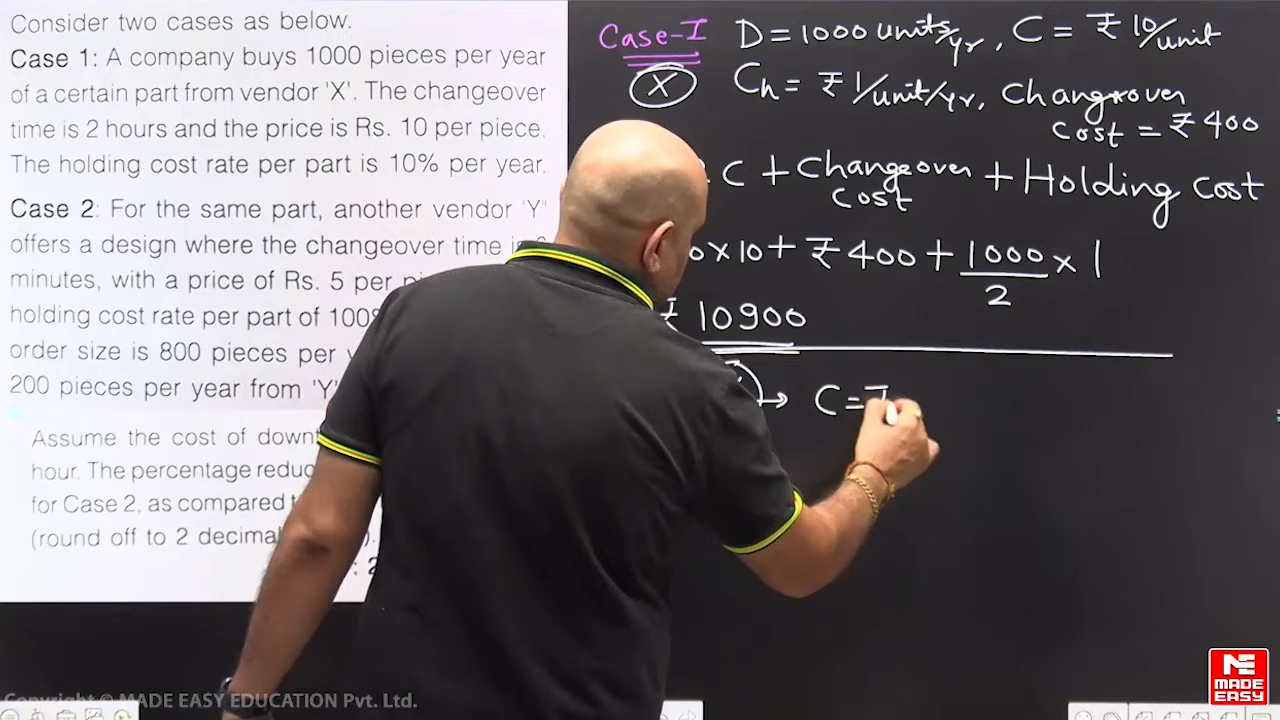 Consider two cases as below.
Case 1: A company buys 1000 pieces per year
of a certain part from vendor 'X'. The changeover
time is 2 hours and the price is Rs. 10 per piece.
The holding cost rate per part is 10% per year.
Case 2: For the same part, another vendor 'Y'
offers a design where the changeover time
minutes, with a price of Rs. 5 per
holding cost rate per part of
order size is 800 pieces per
200 pieces per year from 'Y'
Assume the cost of
hour. The percentage
for Case 2, as compared
(round off to 2
Case-I D = 1000 units/yr, C = ₹ 10/unit
X Ch = ₹ 1/unit/yr, Changeover
cost = ₹ 400
C + Changeover + Holding Cost
cost
0 × 10 + ₹ 400 + 1000 × 1
2
₹ 10900
→ C =
Copyright © MADE EASY EDUCATION Pvt. Ltd.
ME
MADE
EASY